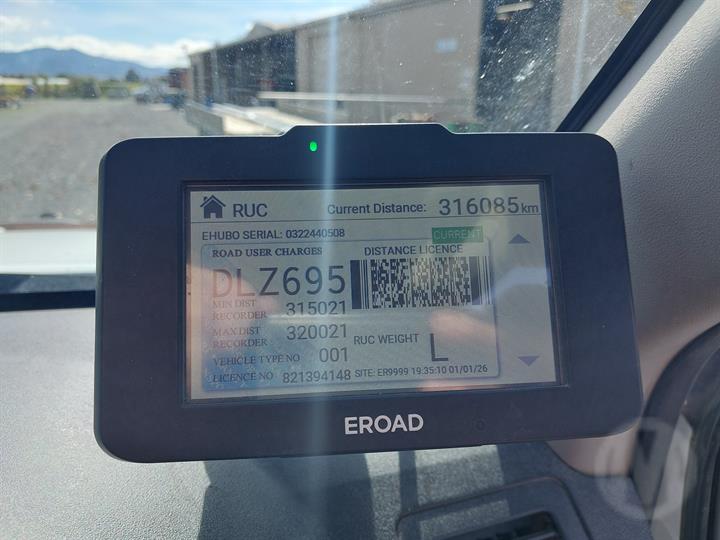 RUC Current Distance: 316085km
EHUBO SERIAL: 0322440508 CURRENT
ROAD USER CHARGES DISTANCE LICENCE
DLZ695
MIN DIST
RECORDER 315021
MAX DIST
RECORDER 320021
RUC WEIGHT L
VEHICLE TYPE NO 001
LICENCE NO 821394148 SITE: ER9999 19:35:10 01/01/26
EROAD